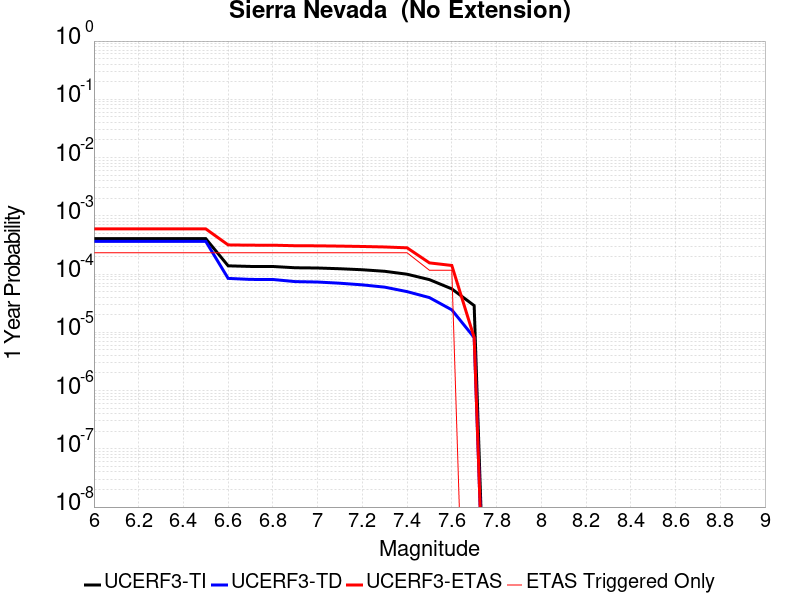 Sierra Nevada  (No Extension)
10^0
10^-1
10^-2
10^-3
10^-4
10^-5
10^-6
10^-7
10^-8
1 Year Probability
6 6.2 6.4 6.6 6.8 7 7.2 7.4 7.6 7.8 8 8.2 8.4 8.6 8.8 9
Magnitude
UCERF3-TI UCERF3-TD UCERF3-ETAS ETAS Triggered Only